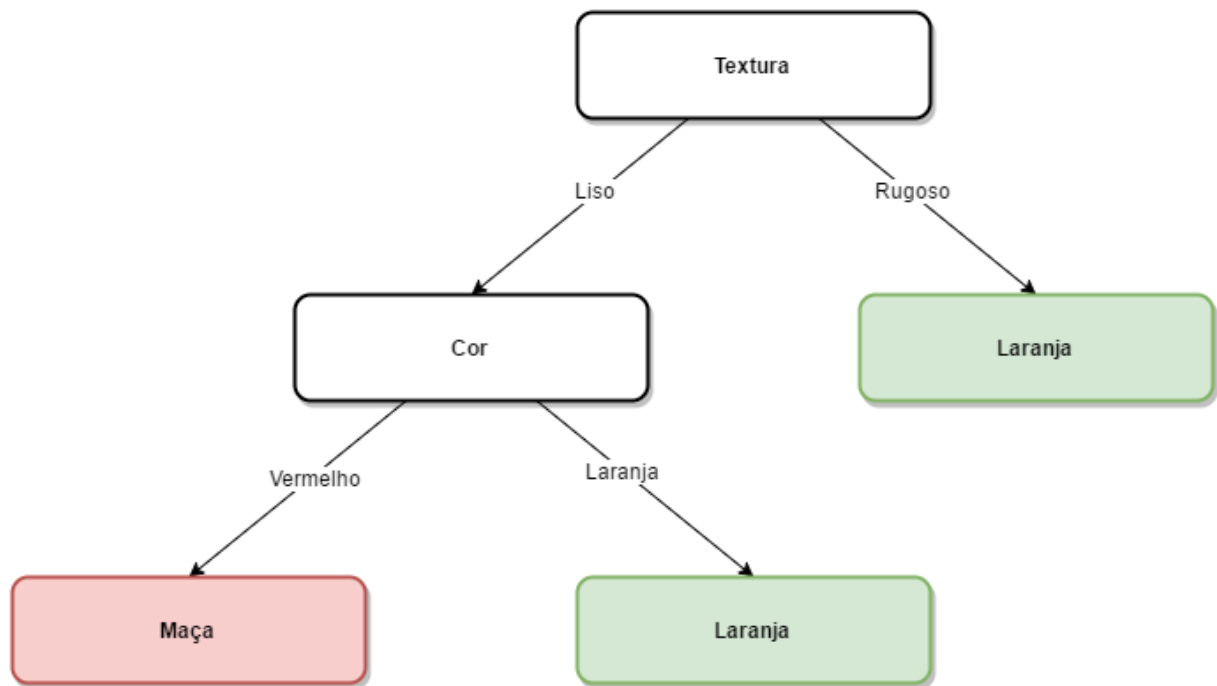 Textura
Liso
Rugoso
Cor
Laranja
Vermelho
Laranja
Maça
Laranja